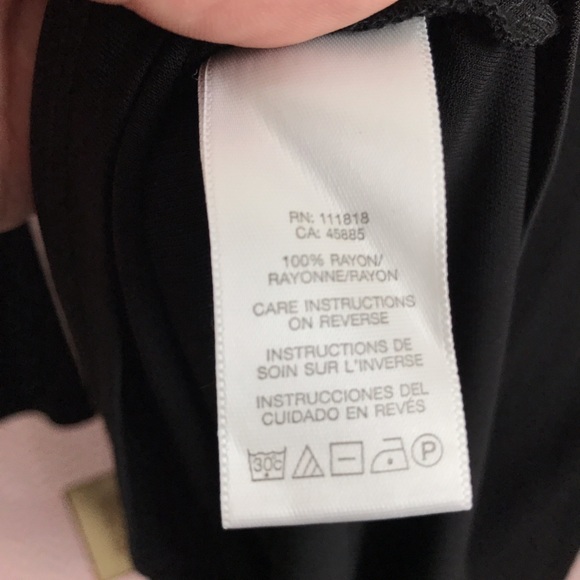 RN: 111818
CA: 45885
100% RAYON/
RAYONNE/RAYON
CARE INSTRUCTIONS
ON REVERSE
INSTRUCTIONS DE
SOIN SUR L'INVERSE
INSTRUCCIONES DEL
CUIDADO EN REVÉS
30c P